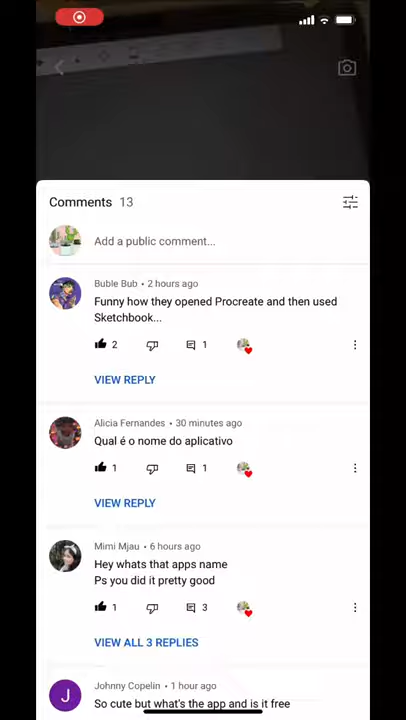 Comments 13
Add a public comment...
Buble Bub • 2 hours ago
Funny how they opened Procreate and then used
Sketchbook...
2
1
VIEW REPLY
Alicia Fernandes • 30 minutes ago
Qual é o nome do aplicativo
1
1
VIEW REPLY
Mimi Mjau • 6 hours ago
Hey whats that apps name
Ps you did it pretty good
1
3
VIEW ALL 3 REPLIES
J
Johnny Copelin • 1 hour ago
So cute but what's the app and is it free